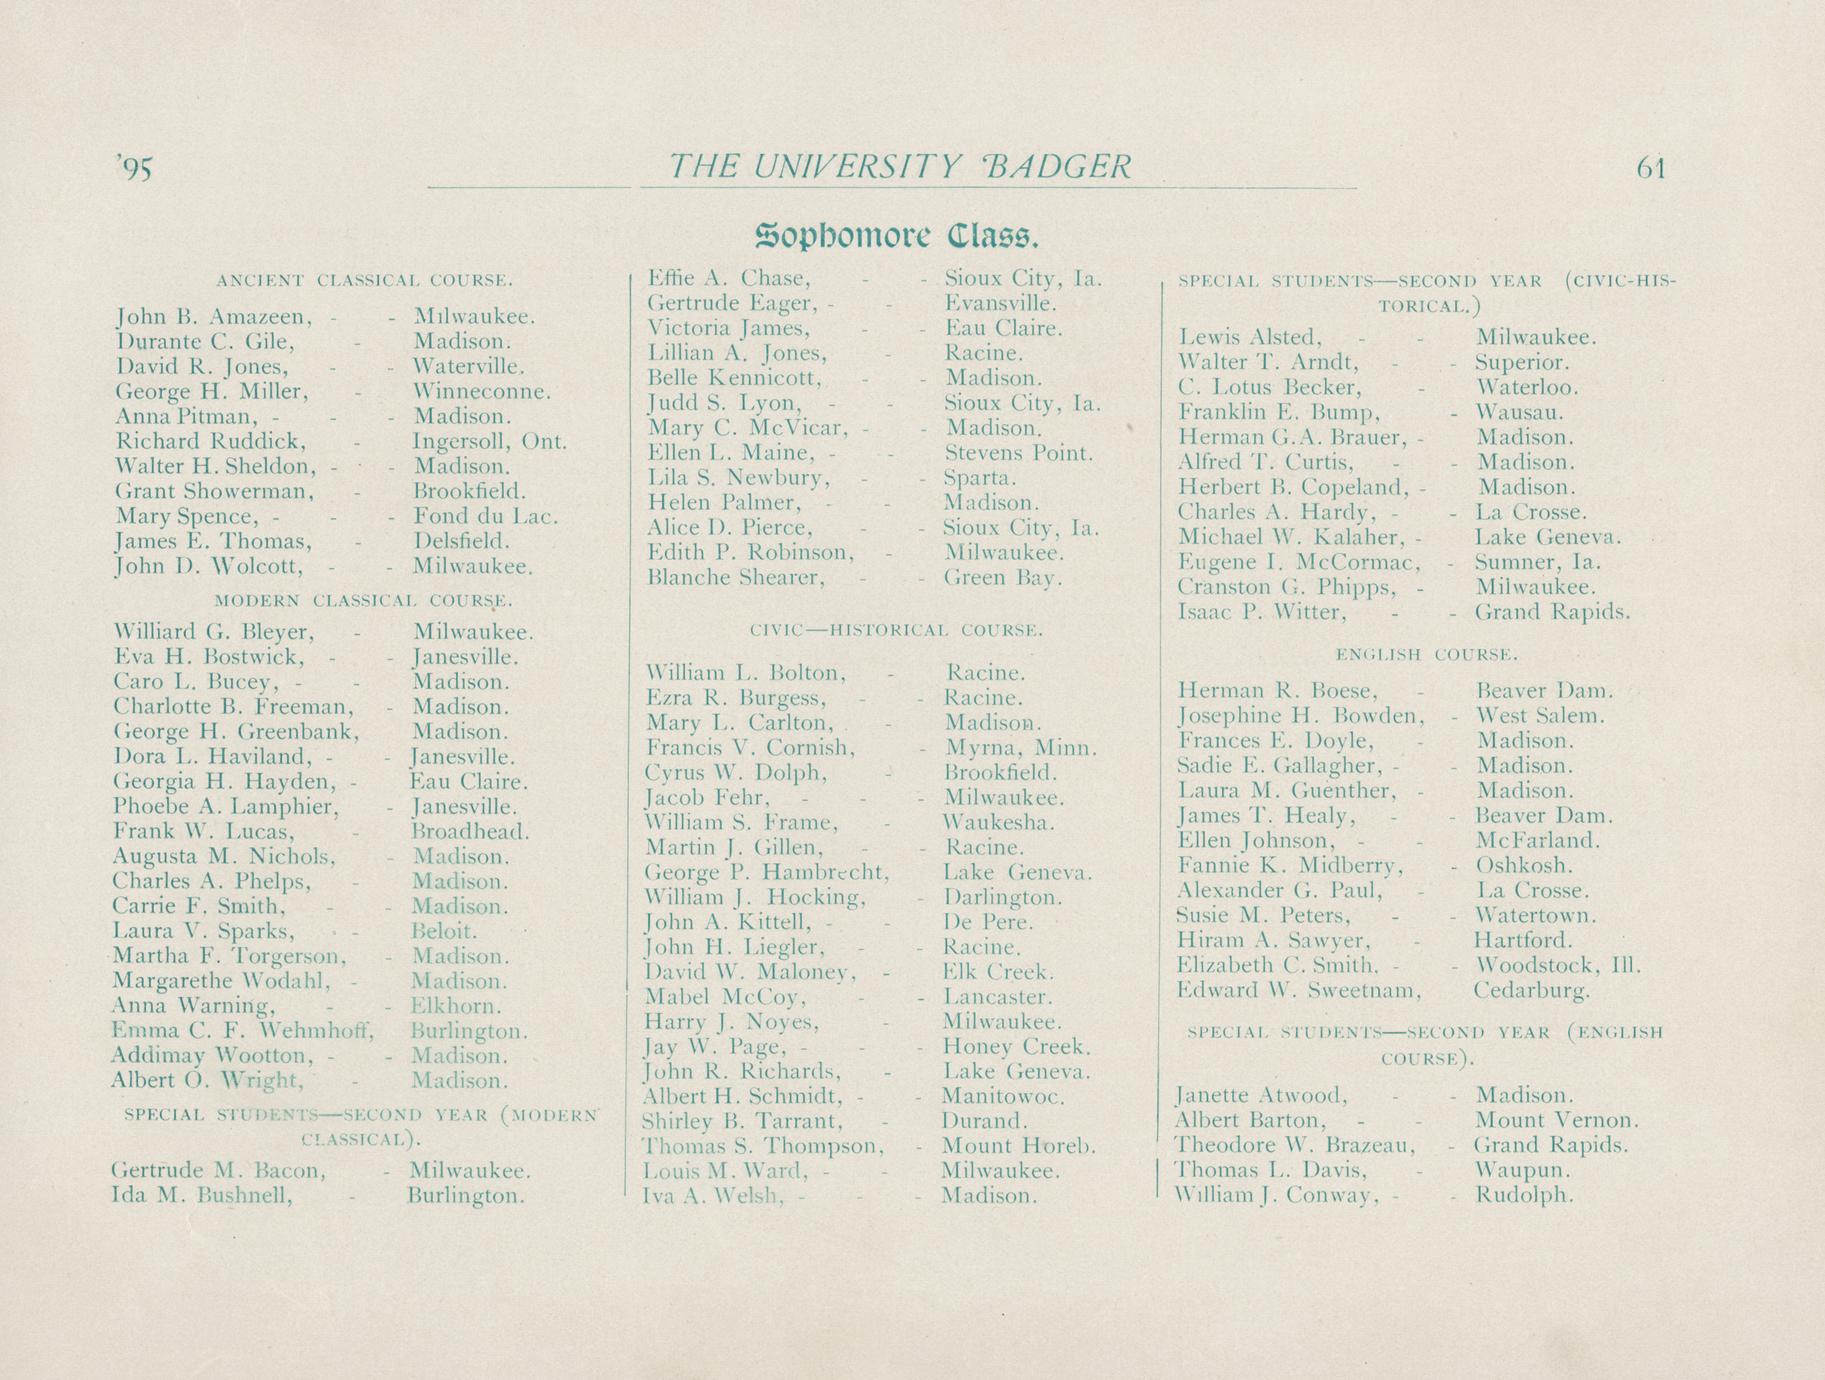 '95 THE UNIVERSITY BADGER 61
Sophomore Class.
ANCIENT CLASSICAL COURSE.
John B. Amazeen, - - Milwaukee.
Durante C. Gile, - Madison.
David R. Jones, - - Waterville.
George H. Miller, - Winneconne.
Anna Pitman, - - - Madison.
Richard Ruddick, - Ingersoll, Ont.
Walter H. Sheldon, - - Madison.
Grant Showerman, - Brookfield.
Mary Spence, - - - Fond du Lac.
James E. Thomas, - Delsfield.
John D. Wolcott, - - Milwaukee.
MODERN CLASSICAL COURSE.
Williard G. Bleyer, - Milwaukee.
Eva H. Bostwick, - - Janesville.
Caro L. Bucey, - - Madison.
Charlotte B. Freeman, - Madison.
George H. Greenbank, Madison.
Dora L. Haviland, - - Janesville.
Georgia H. Hayden, - Eau Claire.
Phoebe A. Lamphier, - Janesville.
Frank W. Lucas, - Broadhead.
Augusta M. Nichols, - Madison.
Charles A. Phelps, - Madison.
Carrie F. Smith, - - Madison.
Laura V. Sparks, - - Beloit.
Martha F. Torgerson, - Madison.
Margarethe Wodahl, - Madison.
Anna Warning, - - Elkhorn.
Emma C. F. Wehmhoff, Burlington.
Addimay Wootton, - - Madison.
Albert O. Wright, - Madison.
SPECIAL STUDENTS—SECOND YEAR (MODERN
CLASSICAL).
Gertrude M. Bacon, - Milwaukee.
Ida M. Bushnell, - Burlington.
Effie A. Chase, - - Sioux City, Ia.
Gertrude Eager, - - Evansville.
Victoria James, - - Eau Claire.
Lillian A. Jones, - Racine.
Belle Kennicott, - - Madison.
Judd S. Lyon, - - Sioux City, Ia.
Mary C. McVicar, - - Madison.
Ellen L. Maine, - - Stevens Point.
Lila S. Newbury, - - Sparta.
Helen Palmer, - - Madison.
Alice D. Pierce, - - Sioux City, Ia.
Edith P. Robinson, - Milwaukee.
Blanche Shearer, - - Green Bay.
CIVIC—HISTORICAL COURSE.
William L. Bolton, - Racine.
Ezra R. Burgess, - - Racine.
Mary L. Carlton, - Madison.
Francis V. Cornish, - Myrna, Minn.
Cyrus W. Dolph, - Brookfield.
Jacob Fehr, - - - Milwaukee.
William S. Frame, - Waukesha.
Martin J. Gillen, - - Racine.
George P. Hambrecht, Lake Geneva.
William J. Hocking, - Darlington.
John A. Kittell, - - De Pere.
John H. Liegler, - - Racine.
David W. Maloney, - Elk Creek.
Mabel McCoy, - - Lancaster.
Harry J. Noyes, - Milwaukee.
Jay W. Page, - - - Honey Creek.
John R. Richards, - Lake Geneva.
Albert H. Schmidt, - - Manitowoc.
Shirley B. Tarrant, - Durand.
Thomas S. Thompson, - Mount Horeb.
Louis M. Ward, - - Milwaukee.
Iva A. Welsh, - - - Madison.
SPECIAL STUDENTS—SECOND YEAR (CIVIC-HIS-
TORICAL.)
Lewis Alsted, - - Milwaukee.
Walter T. Arndt, - - Superior.
C. Lotus Becker, - Waterloo.
Franklin E. Bump, - Wausau.
Herman G.A. Brauer, - Madison.
Alfred T. Curtis, - - Madison.
Herbert B. Copeland, - Madison.
Charles A. Hardy, - - La Crosse.
Michael W. Kalaher, - Lake Geneva.
Eugene I. McCormac, - Sumner, Ia.
Cranston G. Phipps, - Milwaukee.
Isaac P. Witter, - - Grand Rapids.
ENGLISH COURSE.
Herman R. Boese, - Beaver Dam.
Josephine H. Bowden, - West Salem.
Frances E. Doyle, - Madison.
Sadie E. Gallagher, - - Madison.
Laura M. Guenther, - Madison.
James T. Healy, - - Beaver Dam.
Ellen Johnson, - - McFarland.
Fannie K. Midberry, - Oshkosh.
Alexander G. Paul, - La Crosse.
Susie M. Peters, - - Watertown.
Hiram A. Sawyer, - Hartford.
Elizabeth C. Smith. - - Woodstock, Ill.
Edward W. Sweetnam, Cedarburg.
SPECIAL STUDENTS—SECOND YEAR (ENGLISH
COURSE).
Janette Atwood, - - Madison.
Albert Barton, - - Mount Vernon.
Theodore W. Brazeau, - Grand Rapids.
Thomas L. Davis, - Waupun.
William J. Conway, - - Rudolph.